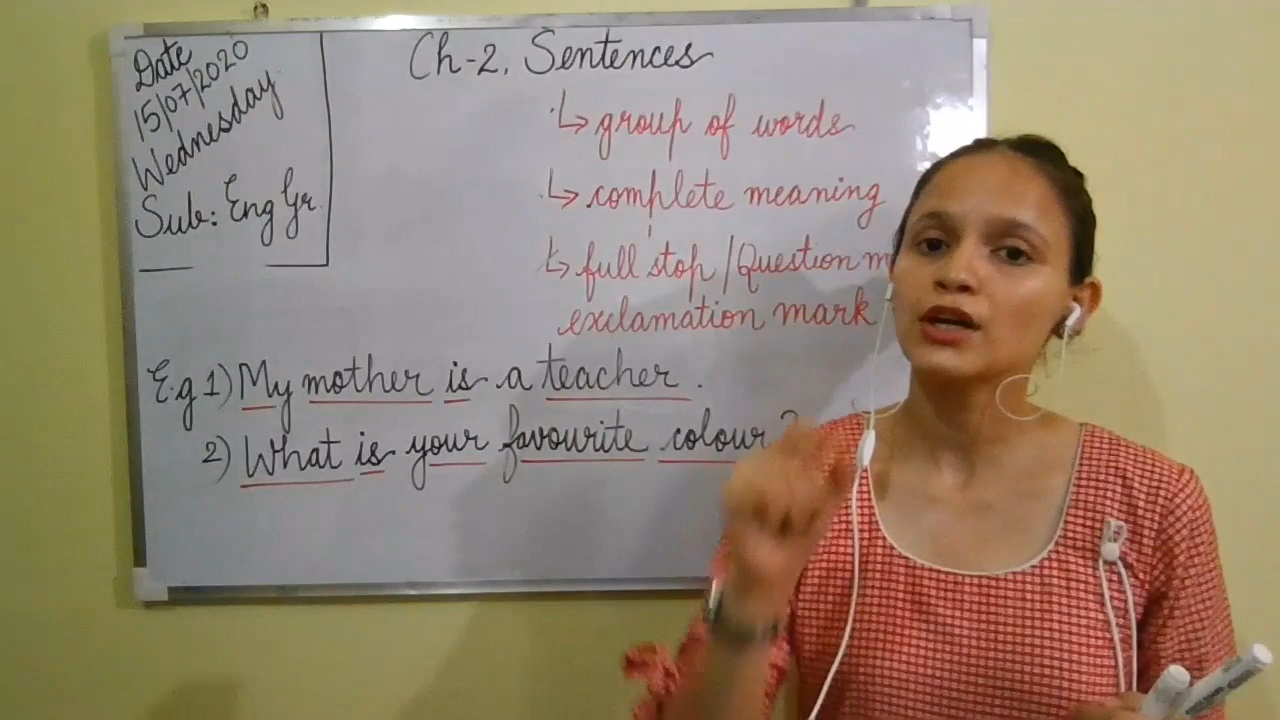 Date
15/07/2020
Wednesday
Sub: Eng Gr.
Ch-2. Sentences
↳ group of words
↳ complete meaning
↳ full stop / Question
exclamation mark
E.g 1) My mother is a teacher.
2) What is your favourite colour?